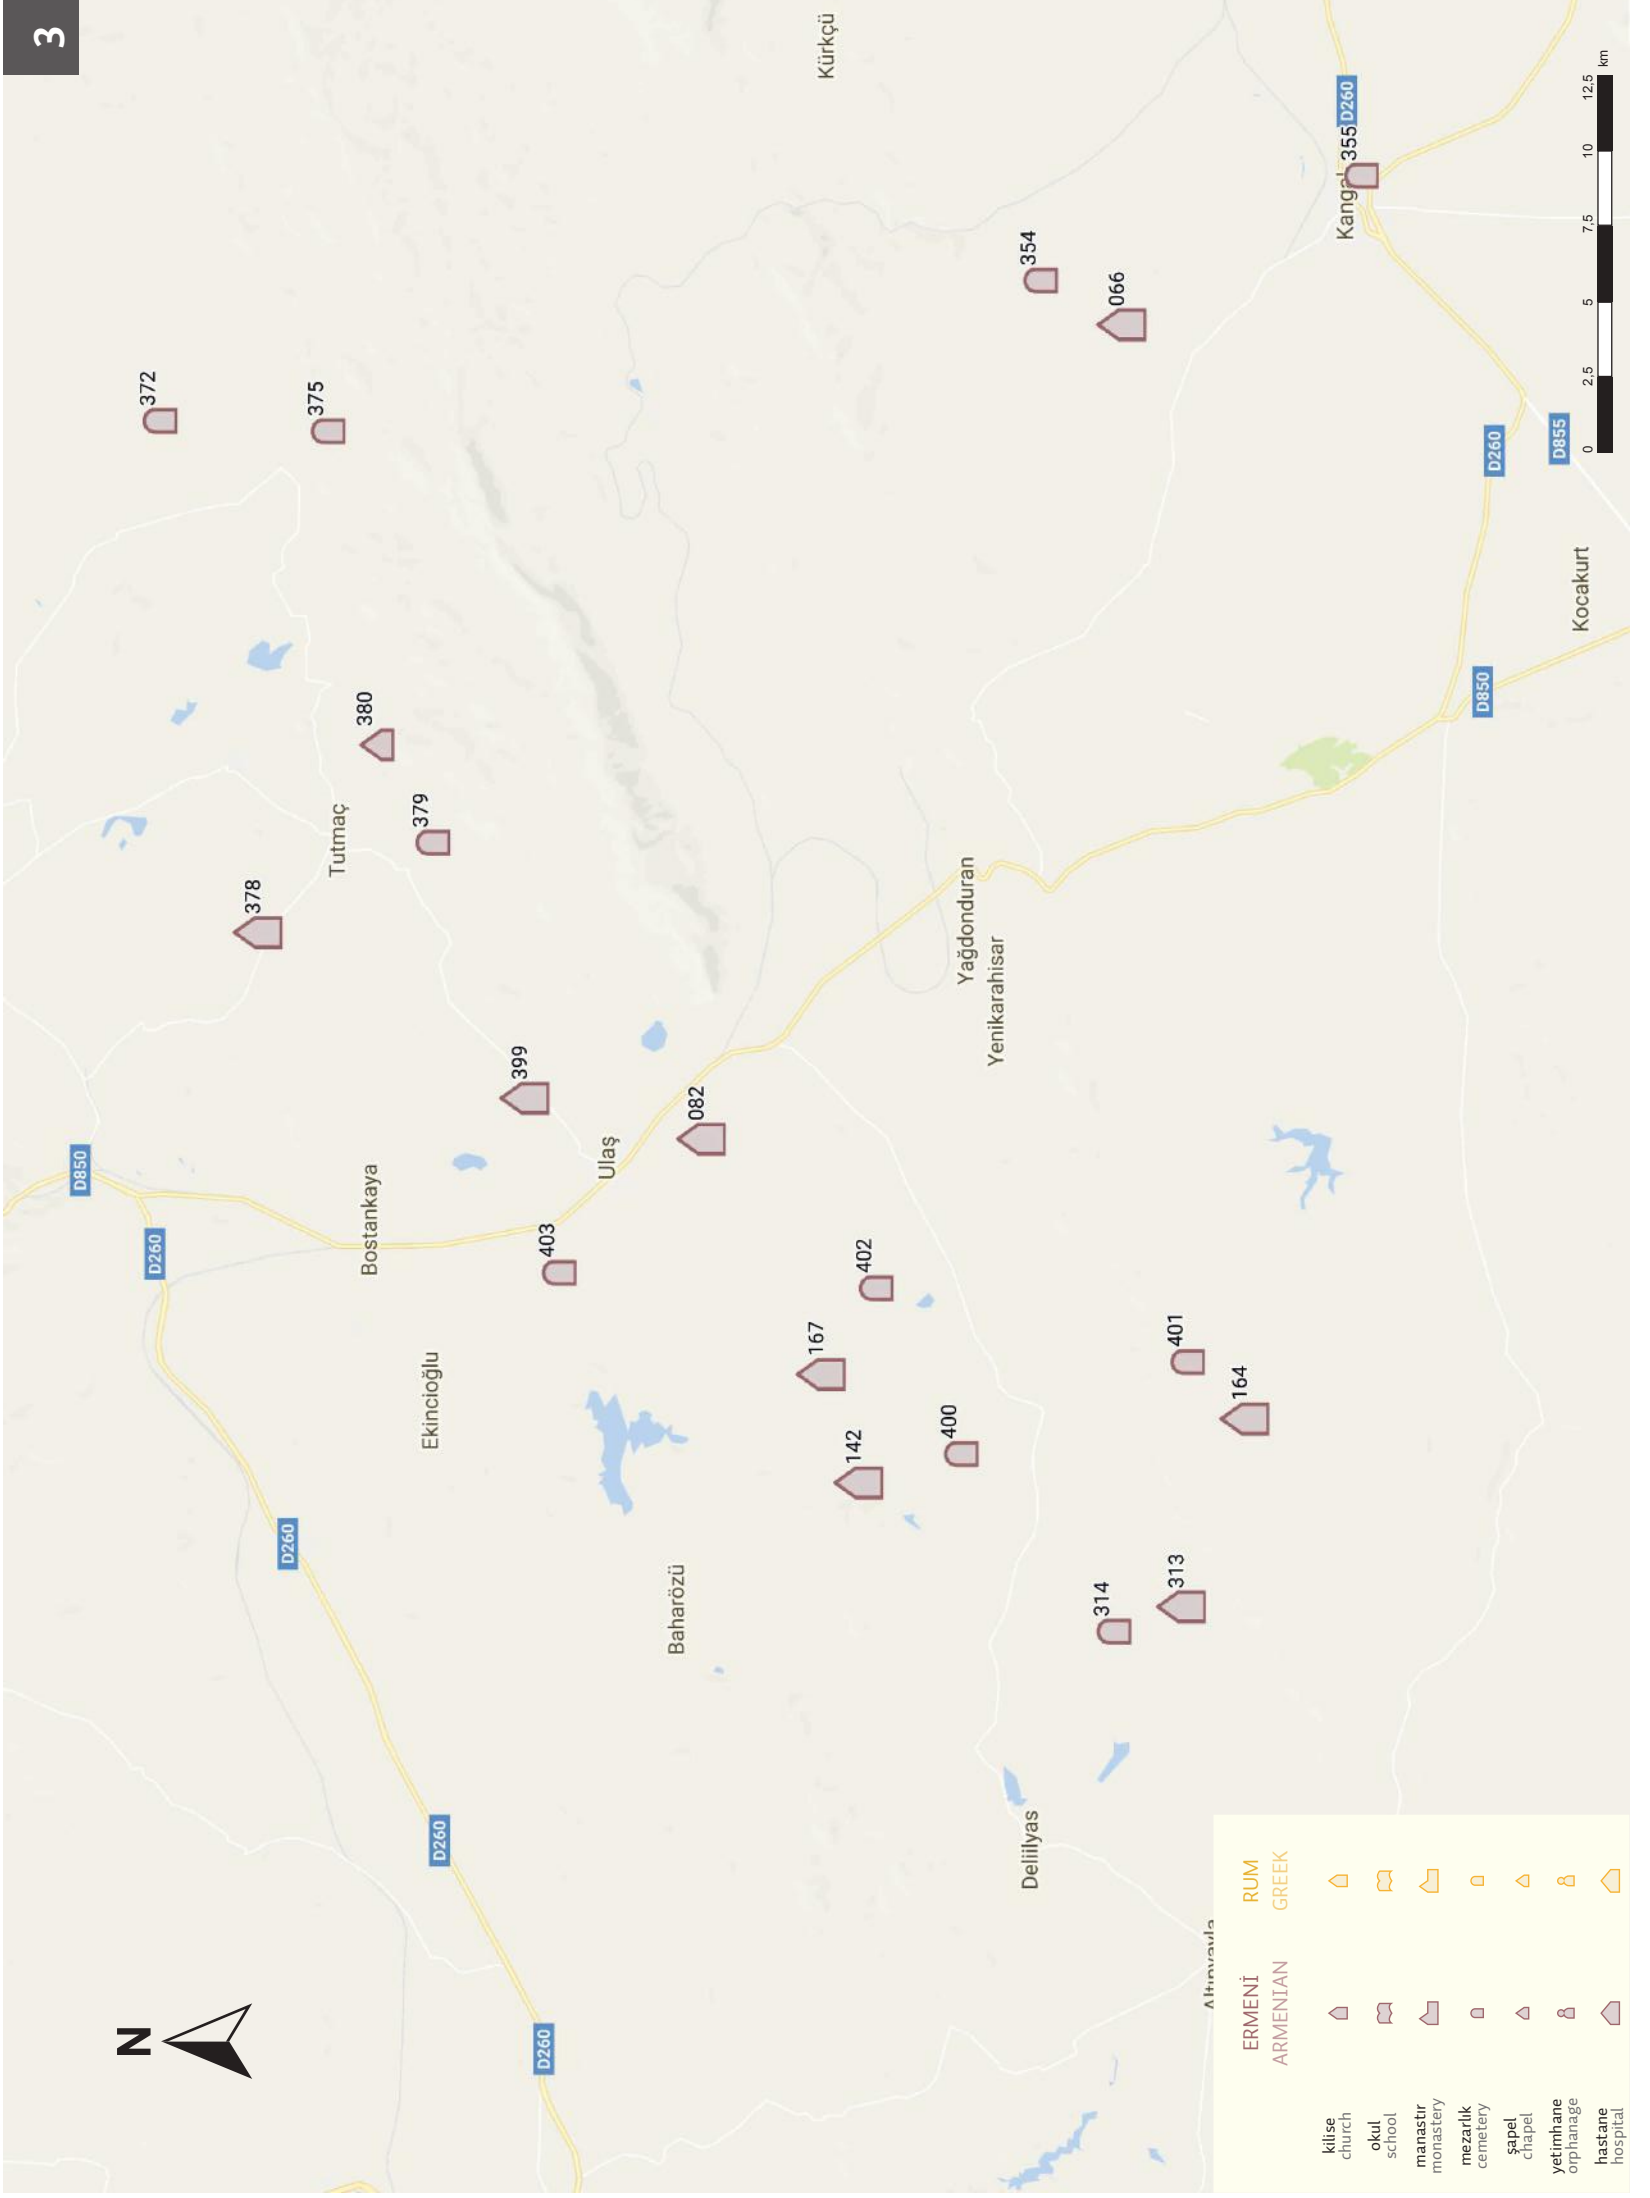 3
D850
N
372
D260
378
D260
375
Tutmaç
380
Bostankaya
379
Ekincioğlu
D260
399
D260
403
Ulaş
Baharözü
082
167
Kürkçü
142
402
400
Yağdonduran
Yenikarahisar
Deliilyas
354
314
066
313
401
164
Kangal
355
D260
D850
D260
D855
Kocakurt
0 2,5 5 7,5 10 12,5 km
ERMENİ RUM
ARMENIAN GREEK
kilise
church
okul
school
manastır
monastery
mezarlık
cemetery
şapel
chapel
yetimhane
orphanage
hastane
hospital